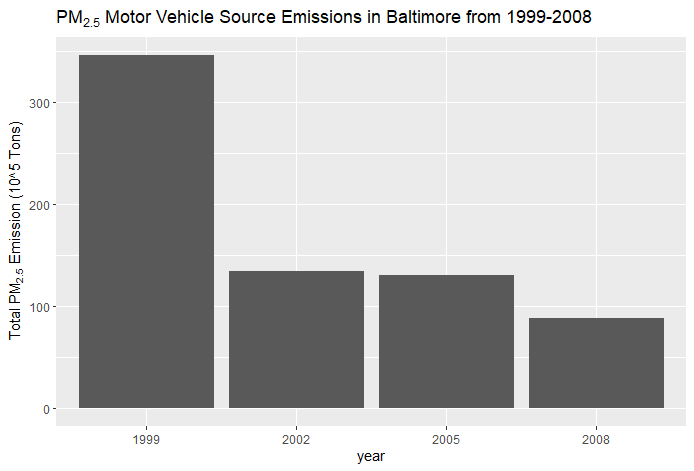 PM2.5 Motor Vehicle Source Emissions in Baltimore from 1999-2008
Total PM2.5 Emission (10^5 Tons)
300
200
100
0
1999 2002 2005 2008
year